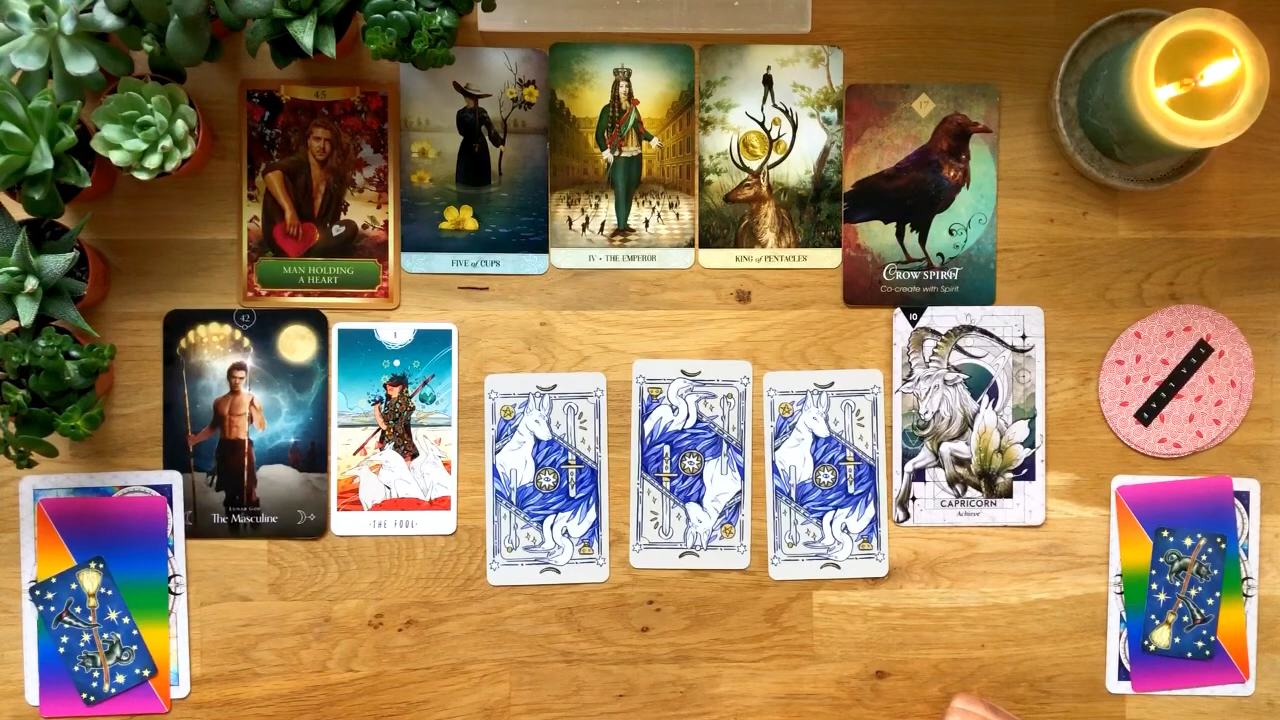 45
MAN HOLDING
A HEART
FIVE of CUPS
IV • THE EMPEROR
KING of PENTACLES
17
CROW SPIRIT
Co-create with Spirit
42
The Masculine
1
•THE FOOL•
10
CAPRICORN
Achieve